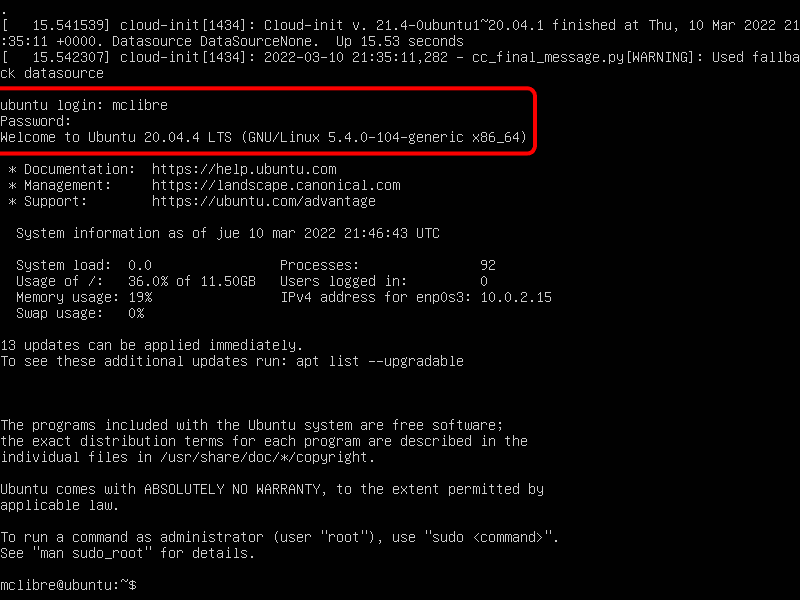 .
[   15.541539] cloud-init[1434]: Cloud-init v. 21.4-0ubuntu1~20.04.1 finished at Thu, 10 Mar 2022 21
:35:11 +0000. Datasource DataSourceNone.  Up 15.53 seconds
[   15.542307] cloud-init[1434]: 2022-03-10 21:35:11,282 - cc_final_message.py[WARNING]: Used fallba
ck datasource
ubuntu login: mclibre
Password:
Welcome to Ubuntu 20.04.4 LTS (GNU/Linux 5.4.0-104-generic x86_64)
 * Documentation:  https://help.ubuntu.com
 * Management:     https://landscape.canonical.com
 * Support:        https://ubuntu.com/advantage
  System information as of jue 10 mar 2022 21:46:43 UTC
  System load:  0.0                Processes:               92
  Usage of /:   36.0% of 11.50GB   Users logged in:         0
  Memory usage: 19%                IPv4 address for enp0s3: 10.0.2.15
  Swap usage:   0%
13 updates can be applied immediately.
To see these additional updates run: apt list --upgradable
The programs included with the Ubuntu system are free software;
the exact distribution terms for each program are described in the
individual files in /usr/share/doc/*/copyright.
Ubuntu comes with ABSOLUTELY NO WARRANTY, to the extent permitted by
applicable law.
To run a command as administrator (user "root"), use "sudo <command>".
See "man sudo_root" for details.
mclibre@ubuntu:~$